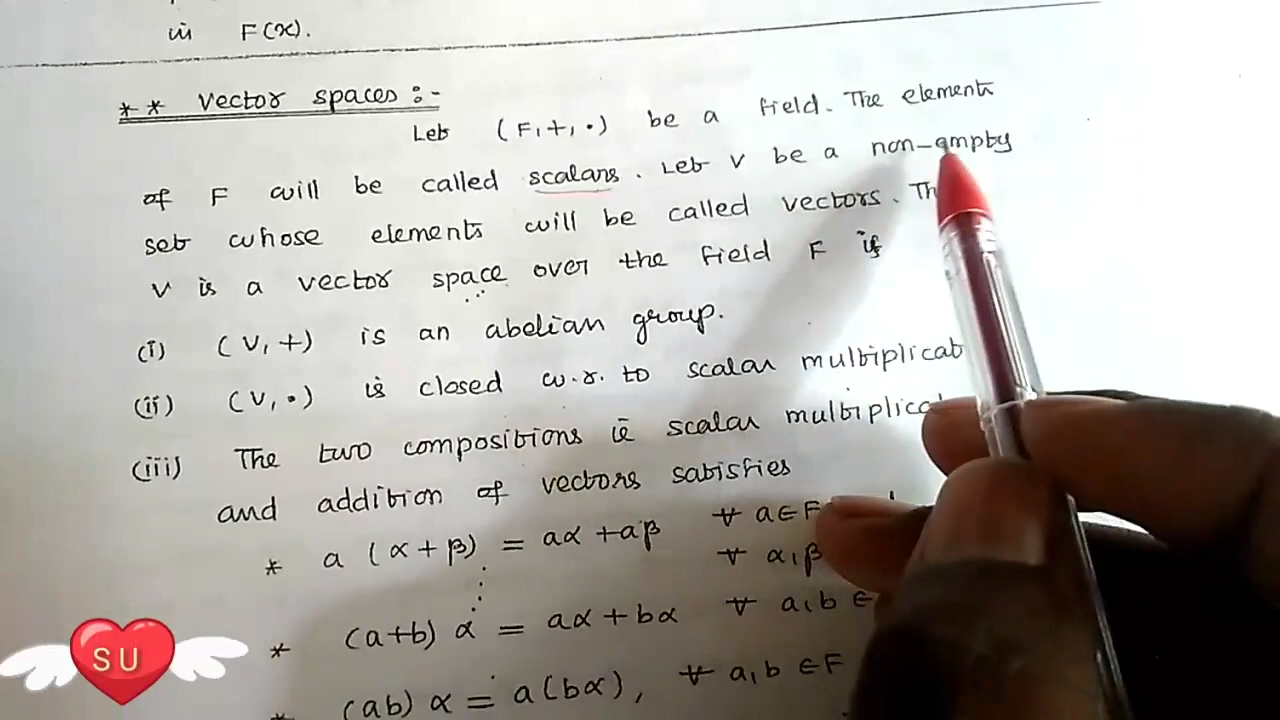 in F(x).
** Vector spaces :-
Let (F,+,•) be a field. The elements
of F will be called scalars. Let V be a non-empty
set whose elements will be called vectors. Th
V is a vector space over the field F if
(i) (V,+) is an abelian group.
(ii) (V,•) is closed w.r. to scalar multiplicat
(iii) The two compositions ie scalar multiplicat
and addition of vectors satisfies
* a (α+β) = aα+aβ ∀ a∈F
∀ α,β
* (a+b) α = aα+bα ∀ a,b ∈
* (ab) α = a(bα), ∀ a,b ∈F
SU